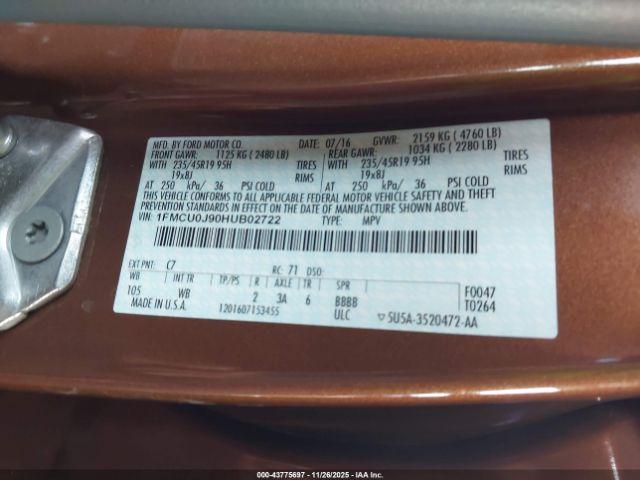 MFD. BY FORD MOTOR CO. DATE: 07/16 GVWR: 2159 KG ( 4760 LB)
FRONT GAWR: 1125 KG ( 2480 LB) REAR GAWR: 1034 KG ( 2280 LB)
WITH 235/45R19 95H TIRES WITH 235/45R19 95H TIRES
19x8J RIMS 19x8J RIMS
AT 250 kPa/ 36 PSI COLD AT 250 kPa/ 36 PSI COLD
THIS VEHICLE CONFORMS TO ALL APPLICABLE FEDERAL MOTOR VEHICLE SAFETY AND THEFT
PREVENTION STANDARDS IN EFFECT ON THE DATE OF MANUFACTURE SHOWN ABOVE.
VIN: 1FMCU0J90HUB02722 TYPE: MPV
EXT PNT: C7 RC: 71 DSO:
WB INT TR TP/PS R AXLE TR SPR F0047
105 WB 2 3A 6 BBBB T0264
MADE IN U.S.A. 1201607153455 ULC 5U5A-3520472-AA
000-43775697 - 11/26/2025 - IAAI, Inc.